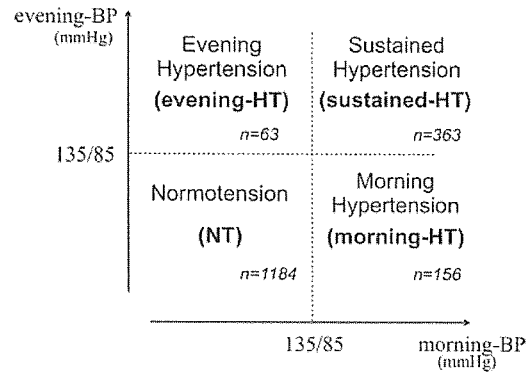 evening-BP
(mmHg)
Evening
Hypertension
(evening-HT)
n=63
Sustained
Hypertension
(sustained-HT)
n=363
135/85
Normotension
(NT)
n=1184
Morning
Hypertension
(morning-HT)
n=156
135/85
morning-BP
(mmHg)